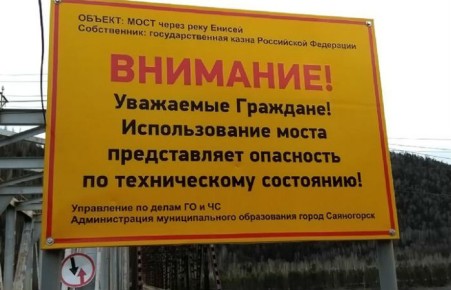 ОБЪЕКТ: МОСТ через реку Енисей
Собственник: государственная казна Российской Федерации
ВНИМАНИЕ!
Уважаемые Граждане!
Использование моста
представляет опасность
по техническому состоянию!
Управление по делам ГО и ЧС
Администрация муниципального образования город Саяногорск